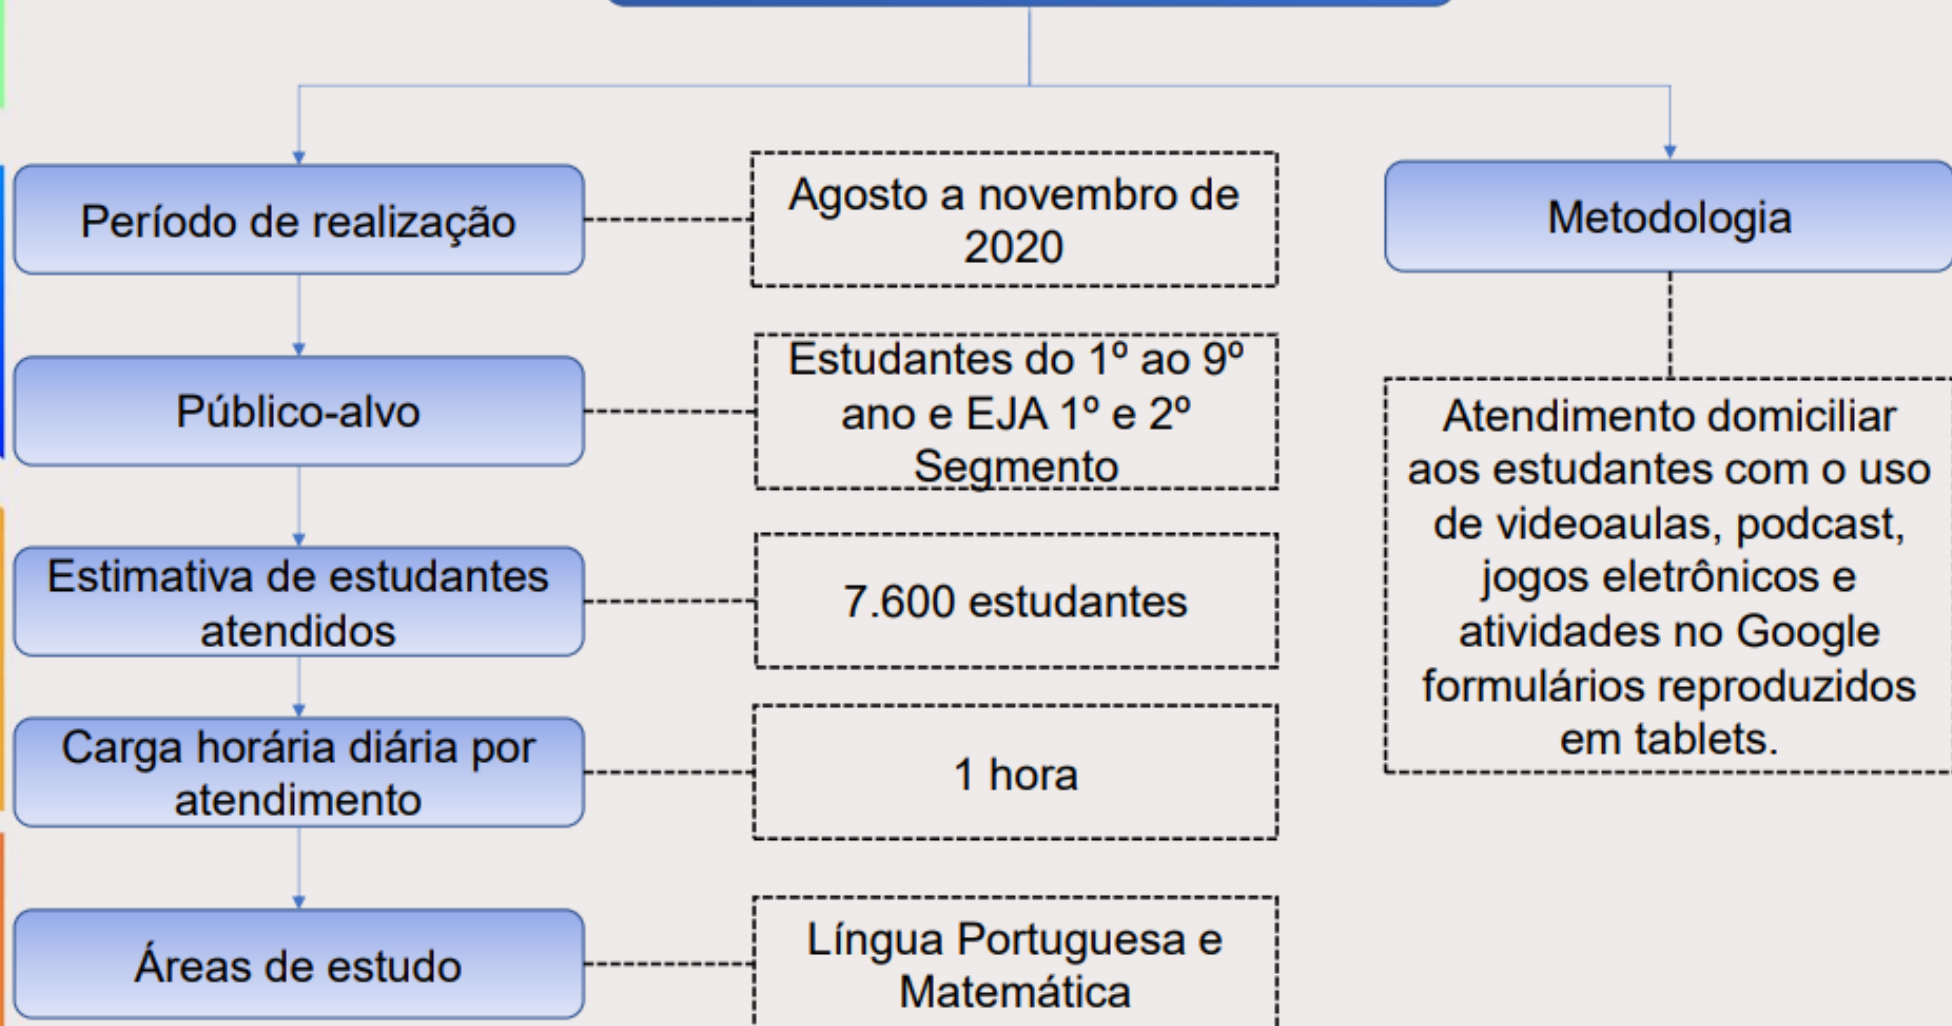 Período de realização
Agosto a novembro de
2020
Metodologia
Público-alvo
Estudantes do 1º ao 9º
ano e EJA 1º e 2º
Segmento
Atendimento domiciliar
aos estudantes com o uso
de videoaulas, podcast,
jogos eletrônicos e
atividades no Google
formulários reproduzidos
em tablets.
Estimativa de estudantes
atendidos
7.600 estudantes
Carga horária diária por
atendimento
1 hora
Áreas de estudo
Língua Portuguesa e
Matemática